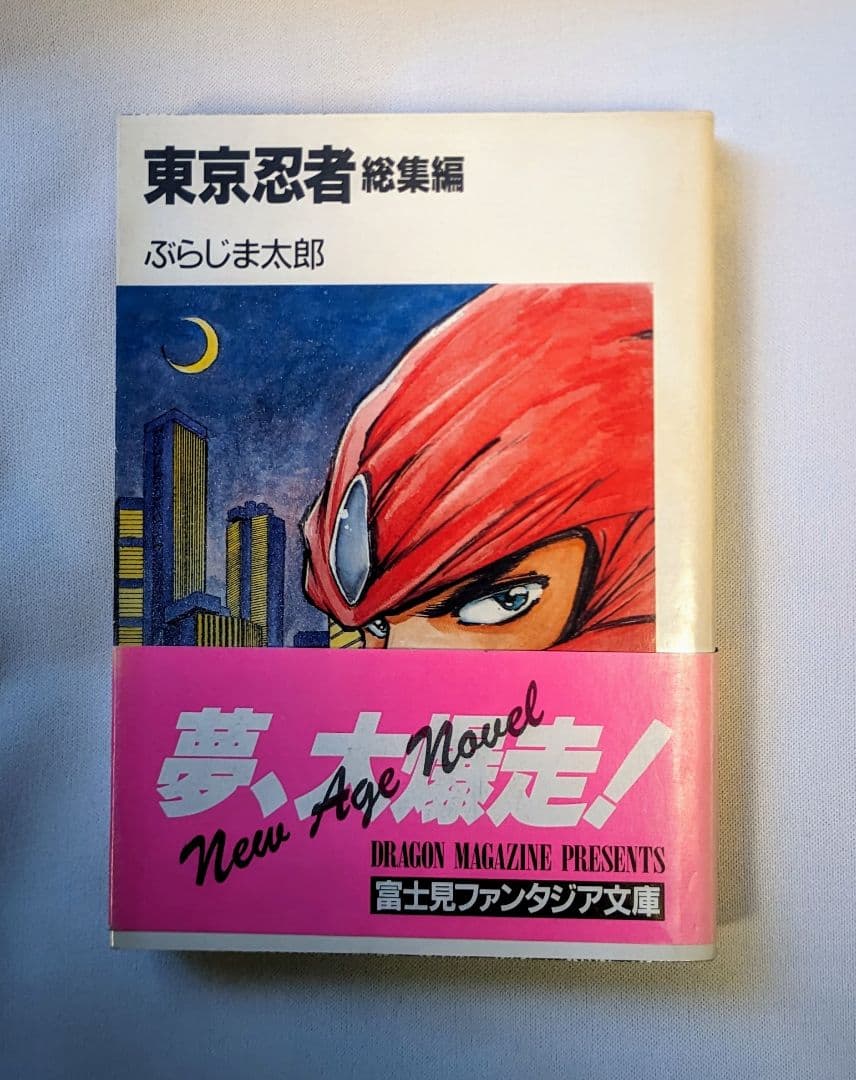 東京忍者 総集編
ぶらじま太郎
夢、大爆走!
New Age Novel
DRAGON MAGAZINE PRESENTS
富士見ファンタジア文庫